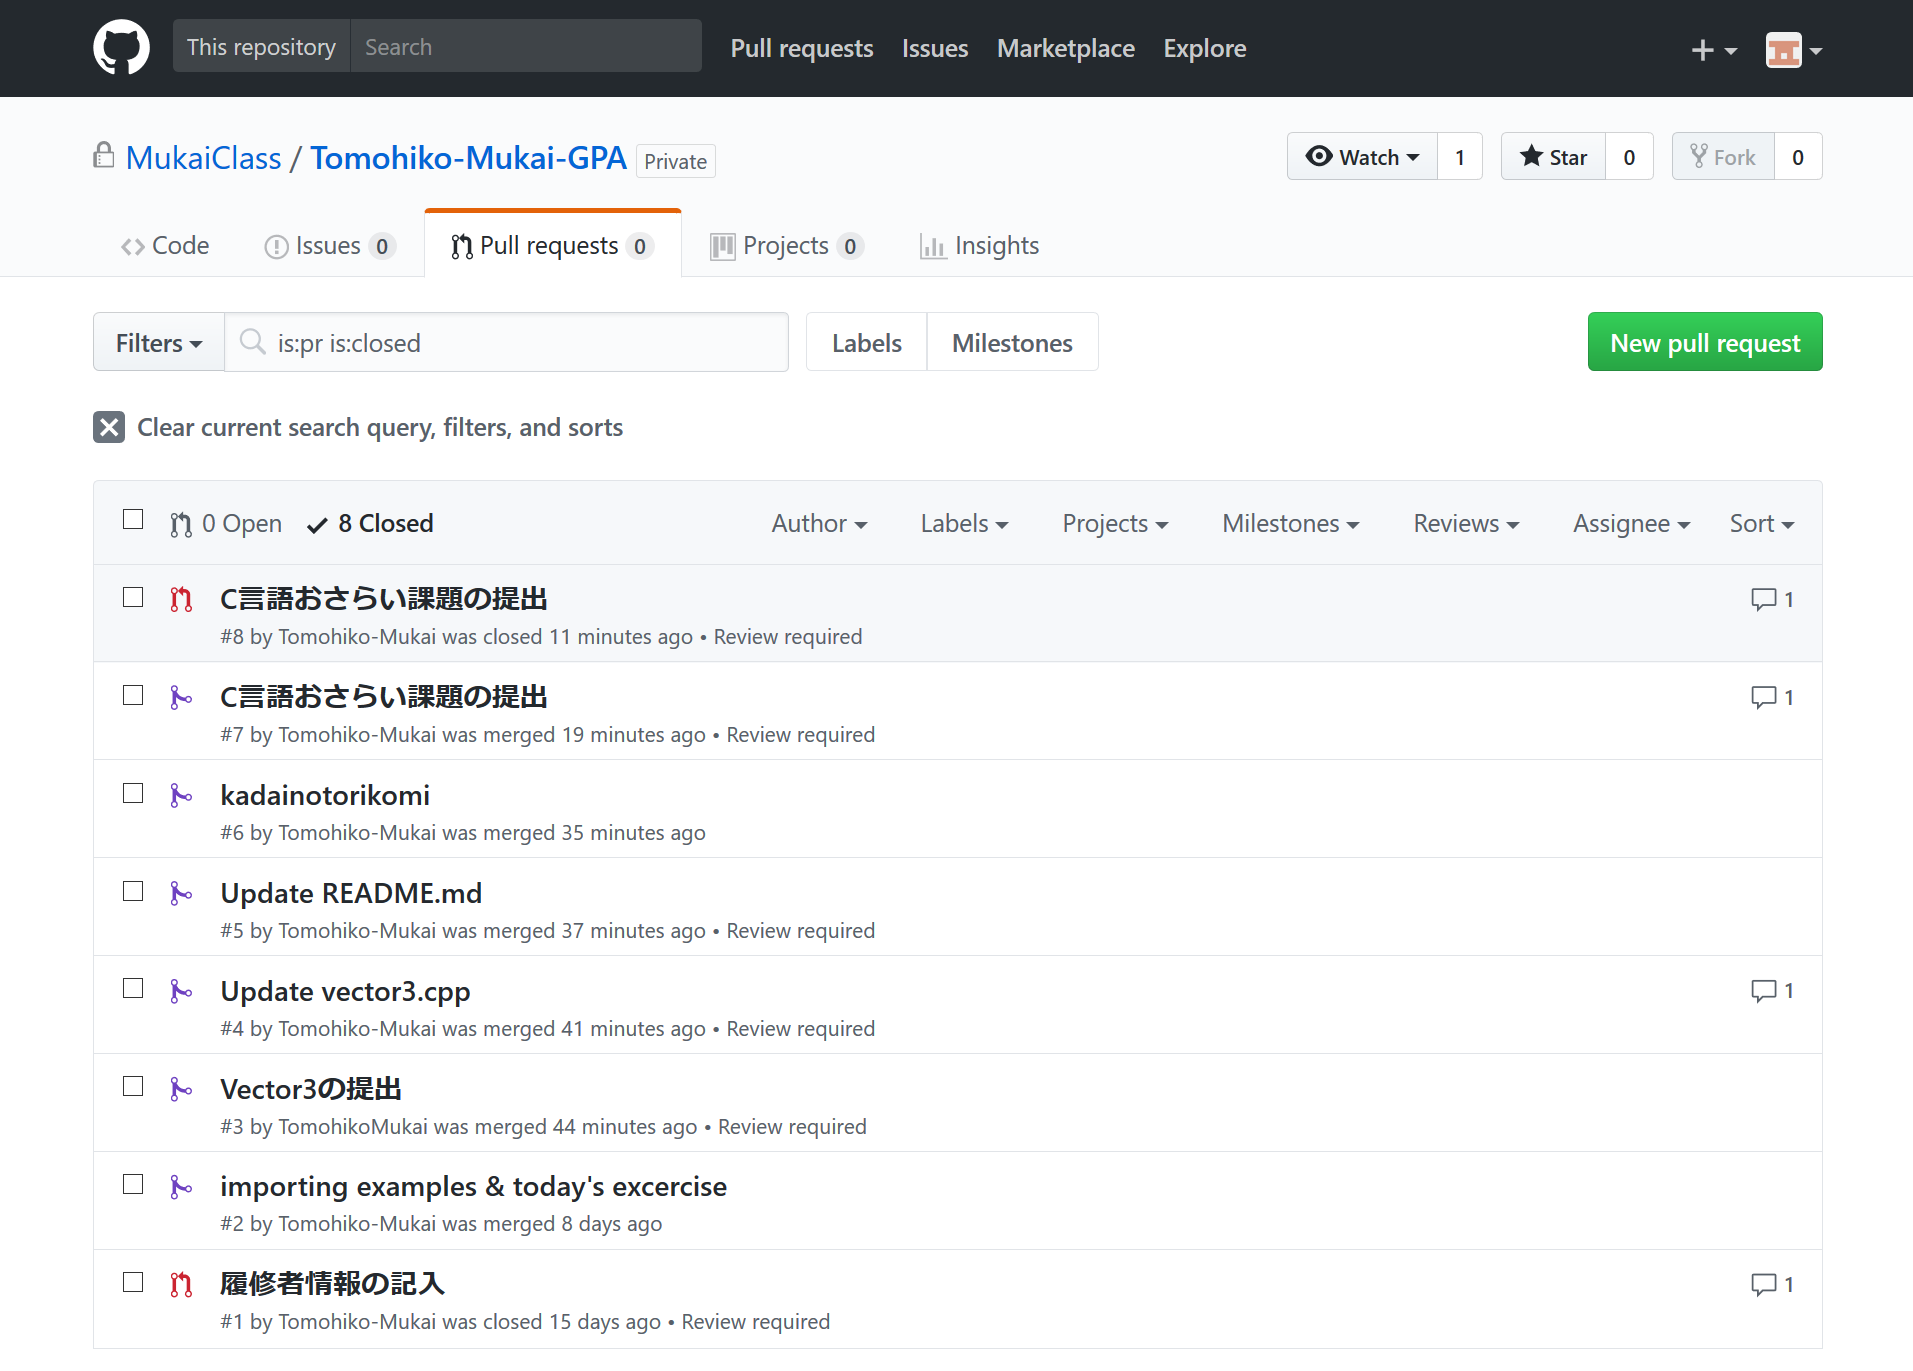 This repository Search Pull requests Issues Marketplace Explore
MukaiClass / Tomohiko-Mukai-GPA Private Watch 1 Star 0 Fork 0
Code Issues 0 Pull requests 0 Projects 0 Insights
Filters is:pr is:closed Labels Milestones New pull request
Clear current search query, filters, and sorts
0 Open 8 Closed Author Labels Projects Milestones Reviews Assignee Sort
C言語おさらい課題の提出 1
#8 by Tomohiko-Mukai was closed 11 minutes ago • Review required
C言語おさらい課題の提出 1
#7 by Tomohiko-Mukai was merged 19 minutes ago • Review required
kadainotorikomi
#6 by Tomohiko-Mukai was merged 35 minutes ago
Update README.md
#5 by Tomohiko-Mukai was merged 37 minutes ago • Review required
Update vector3.cpp 1
#4 by Tomohiko-Mukai was merged 41 minutes ago • Review required
Vector3の提出
#3 by TomohikoMukai was merged 44 minutes ago • Review required
importing examples & today's excercise
#2 by Tomohiko-Mukai was merged 8 days ago
履修者情報の記入 1
#1 by Tomohiko-Mukai was closed 15 days ago • Review required